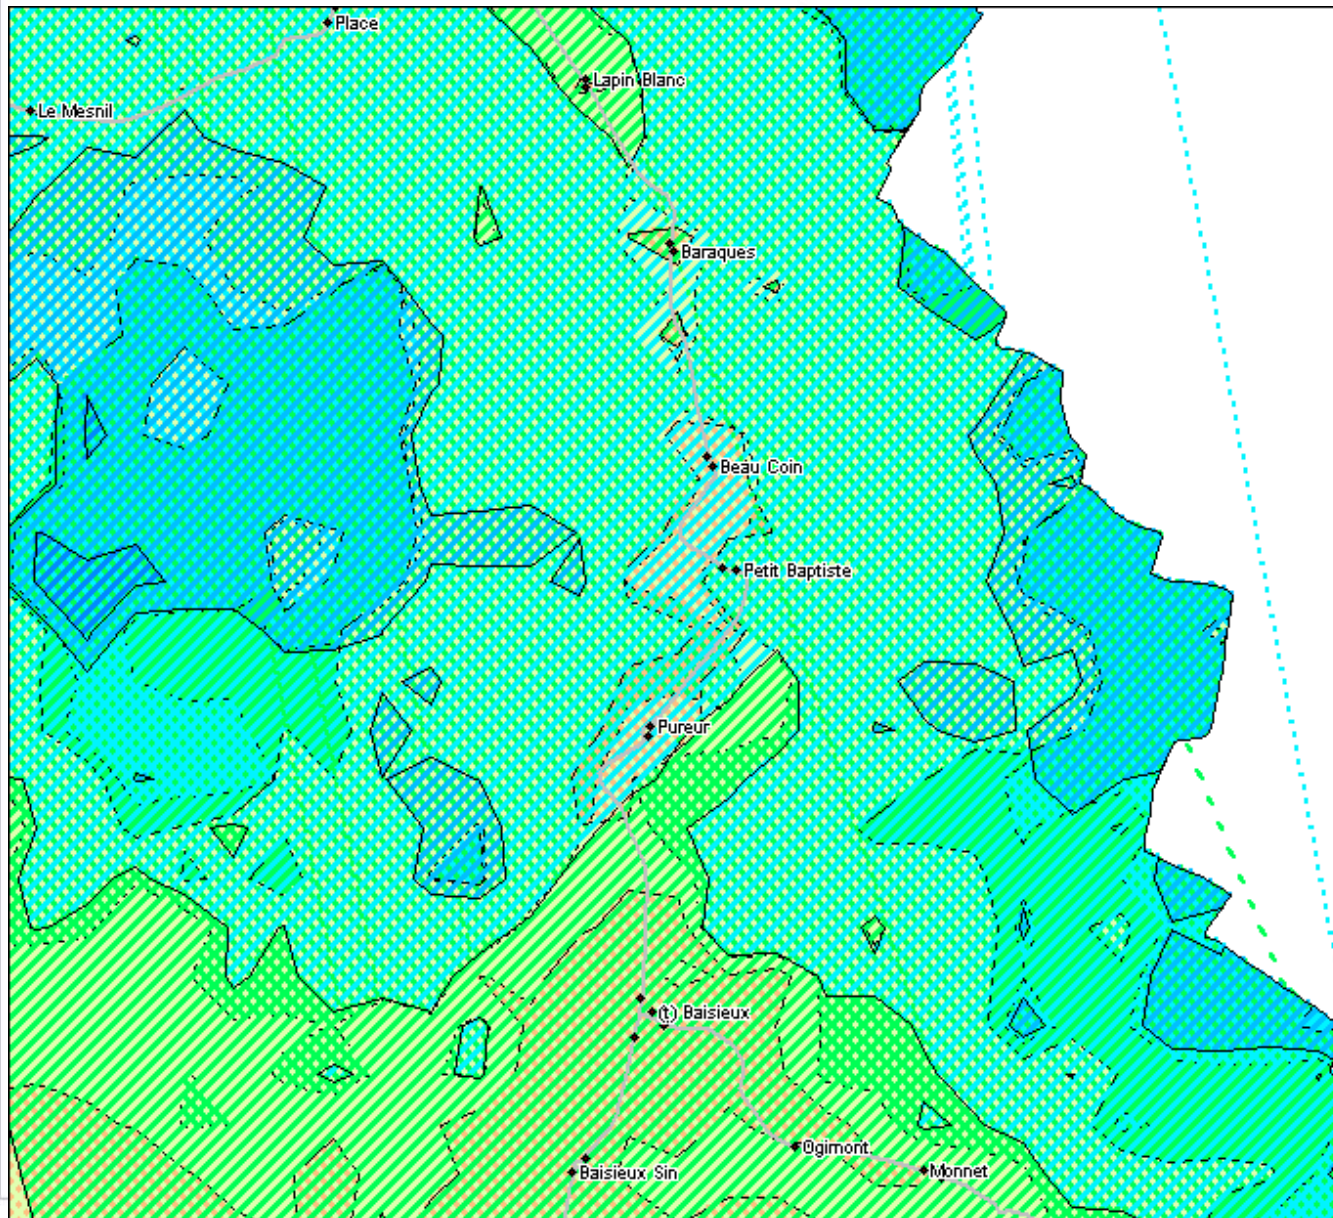 Place
Lapin Blanc
Le Mesnil
Baraques
Beau Coin
Petit Baptiste
Pureur
(t) Baisieux
Ogimont
Monnet
Baisieux Sin